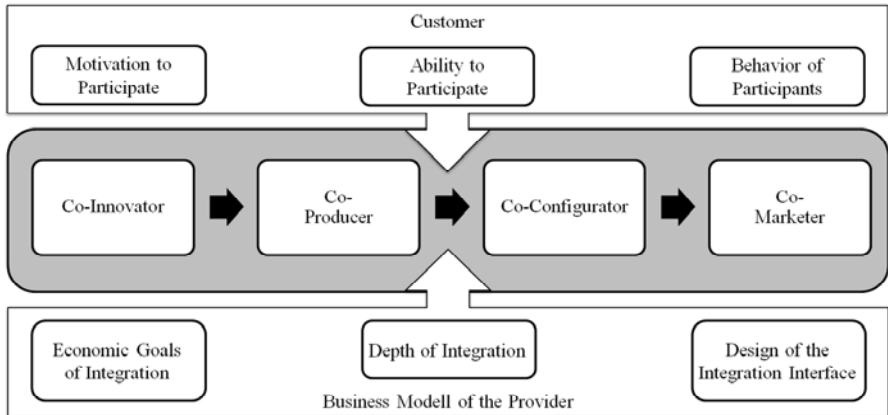 Customer
Motivation to
Participate
Ability to
Participate
Behavior of
Participants
Co-Innovator
Co-
Producer
Co-Configurator
Co-
Marketer
Economic Goals
of Integration
Depth of Integration
Design of the
Integration Interface
Business Modell of the Provider